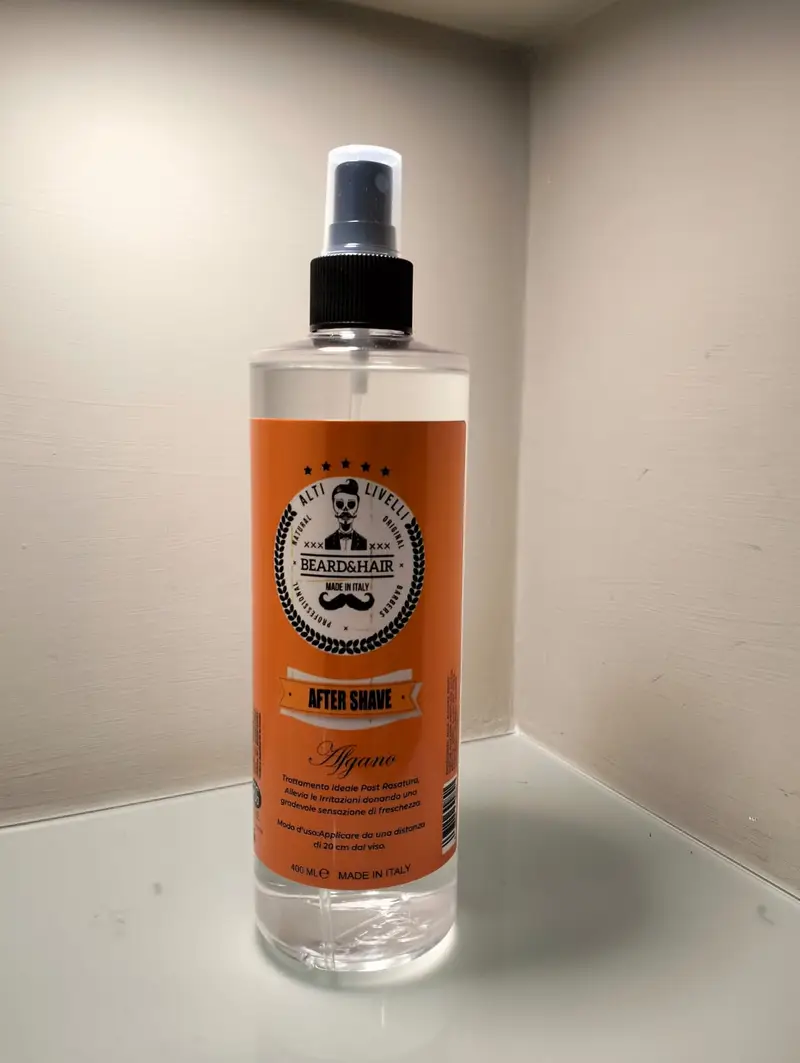 ALTI LIVELLI
NATURAL ORIGINAL
xxx xxx
BEARD&HAIR
MADE IN ITALY
PROFESSIONAL BARBERS
AFTER SHAVE
Afgano
Trattamento Ideale Post Rasatura,
Allevia le Irritazioni donando una
gradevole sensazione di freschezza.
Modo d'uso:Applicare da una distanza
di 20 cm dal viso.
400 ML℮ MADE IN ITALY